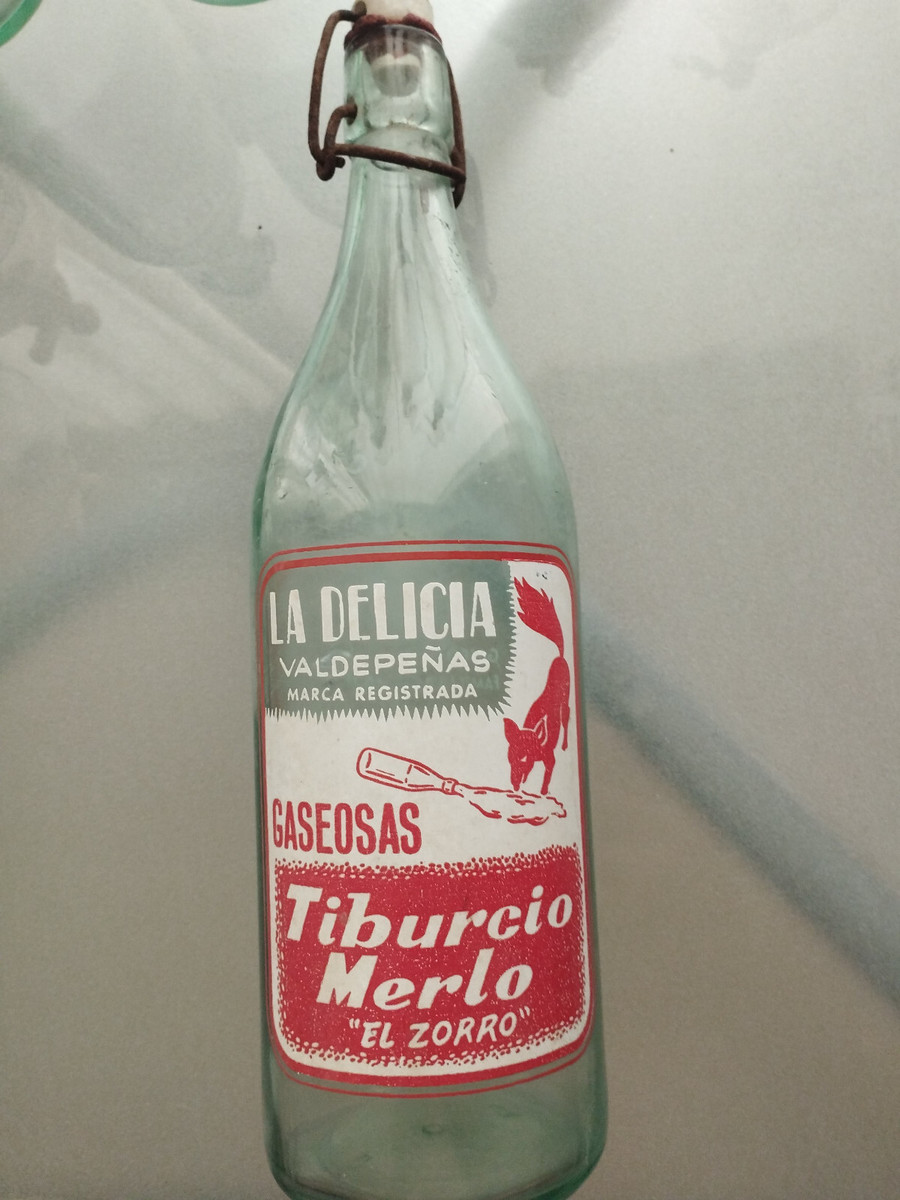 LA DELICIA
VALDEPEÑAS
MARCA REGISTRADA
GASEOSAS
Tiburcio
Merlo
"EL ZORRO"